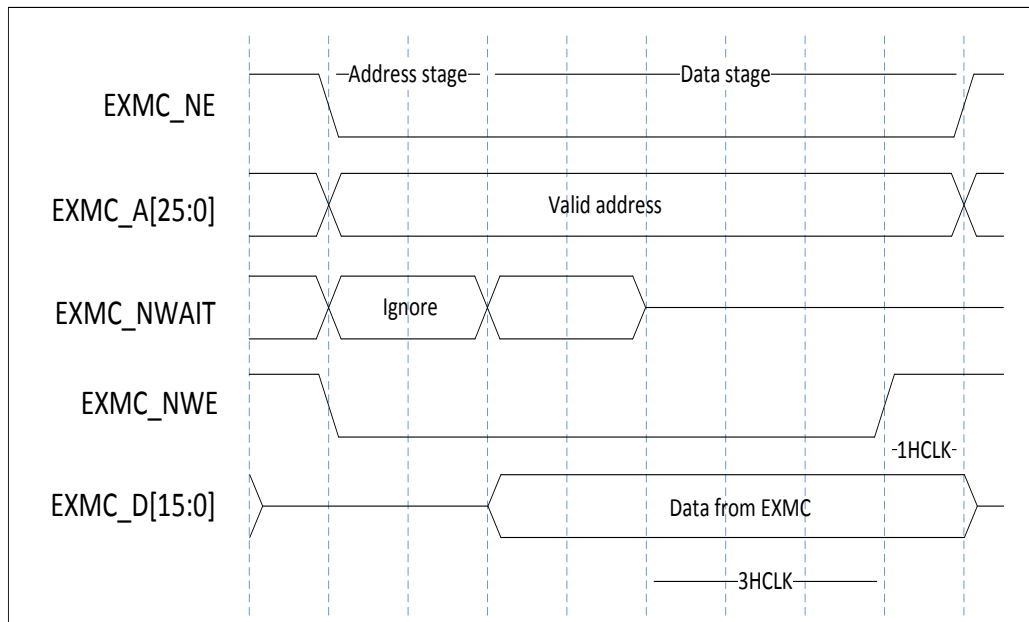 Address stage
Data stage
EXMC_NE
EXMC_A[25:0]
Valid address
EXMC_NWAIT
Ignore
EXMC_NWE
1HCLK
EXMC_D[15:0]
Data from EXMC
3HCLK